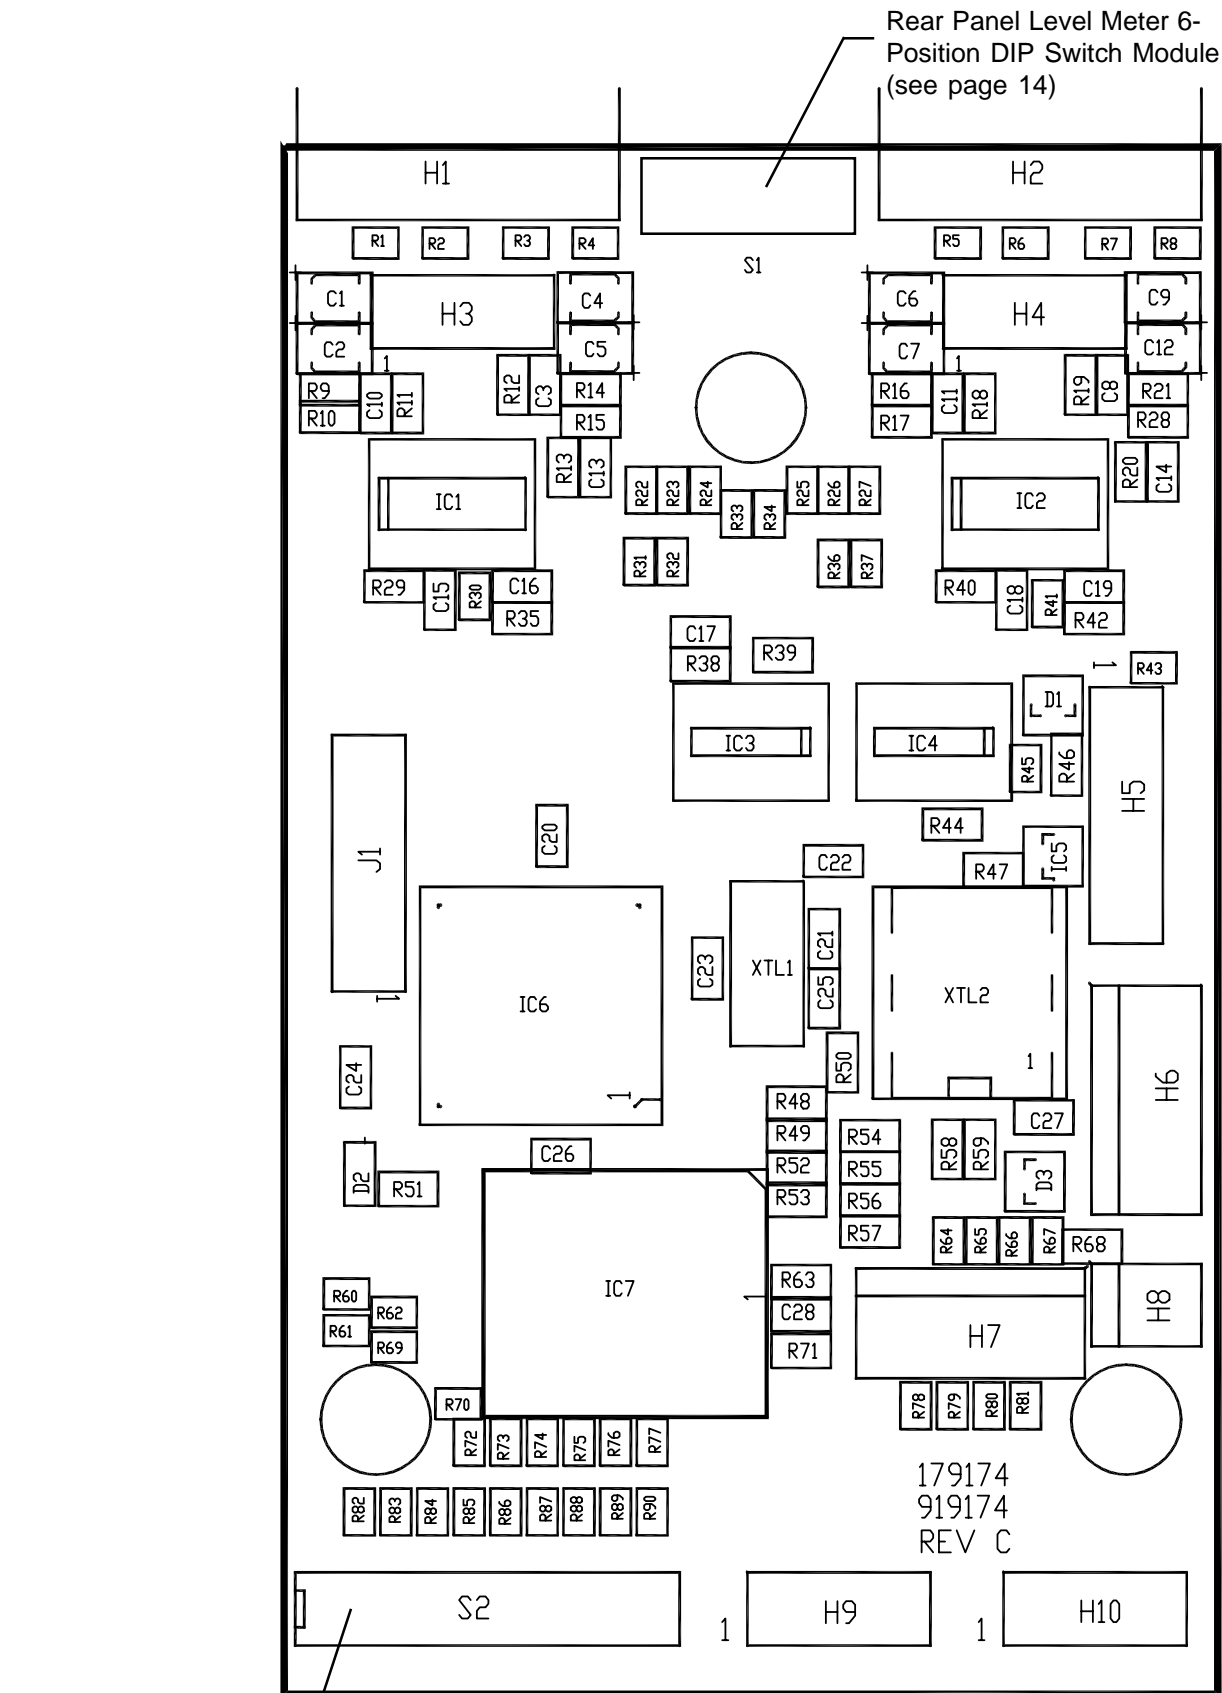 Rear Panel Level Meter 6-
Position DIP Switch Module
(see page 14)
H1
H2
R1 R2 R3 R4
R5 R6 R7 R8
S1
C1 H3 C4
C6 H4 C9
C2 1 C5
C7 1 C12
R9 C10 R11 R12 C3 R14
R16 C11 R18 R19 C8 R21
R10 R15
R17 R28
R13 C13
R20 C14
IC1
IC2
R22 R23 R24 R33 R34 R25 R26 R27
R31 R32 R36 R37
R29 C15 R30 C16
R35
R40 C18 R41 C19
R42
C17
R38 R39
1 R43
D1
IC3 IC4
R45 R46
H5
R44
J1
C20
C22
R47 IC5
XTL1
C21
C23
C25
XTL2
1
IC6
1
1
C24
R50
H6
R48
C27
R49
R54
C26
R52
R55
R58 R59
D2
R51
R53
R56
D3
R57
R64 R65 R66 R67 R68
IC7
1
R63
C28
R71
R60
R62
R61
R69
H8
H7
R70
R78 R79 R80 R81
R72 R73 R74 R75 R76 R77
R82 R83 R84 R85 R86 R87 R88 R89 R90
179174
919174
REV C
S2
1 H9
1 H10